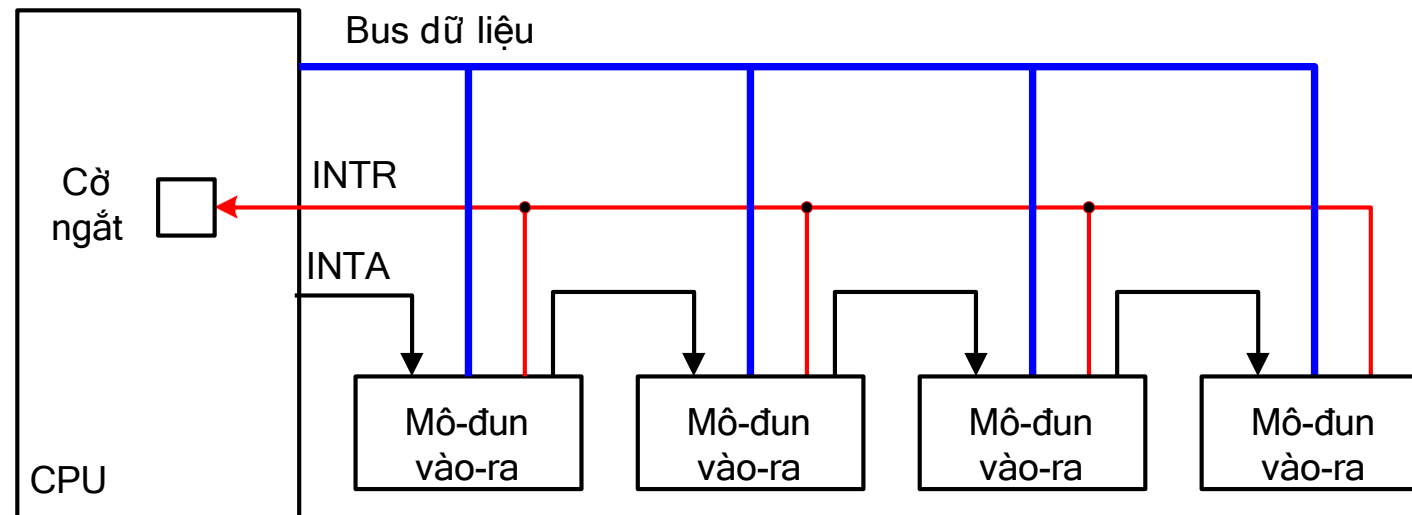 Bus dữ liệu
INTR
Cờ
ngắt
INTA
Mô-đun
vào-ra
Mô-đun
vào-ra
Mô-đun
vào-ra
Mô-đun
vào-ra
CPU